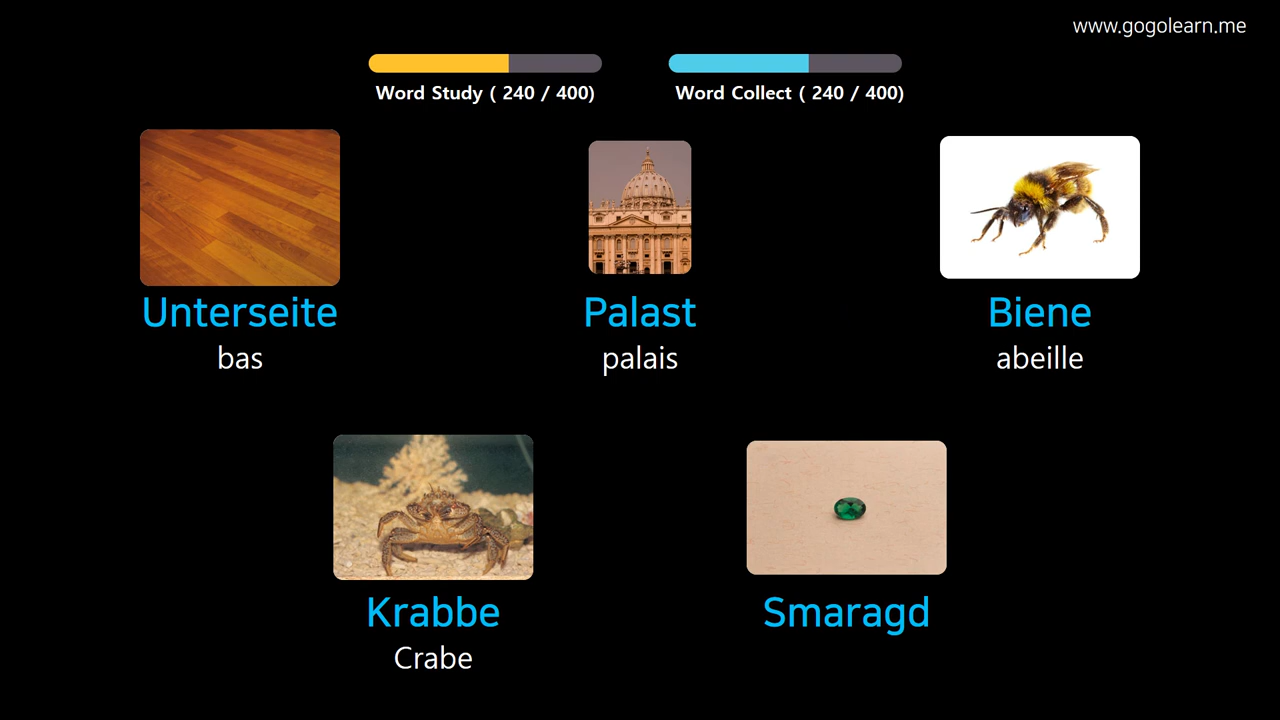 www.gogolearn.me
Word Study ( 240 / 400)
Word Collect ( 240 / 400)
Unterseite
bas
Palast
palais
Biene
abeille
Krabbe
Crabe
Smaragd